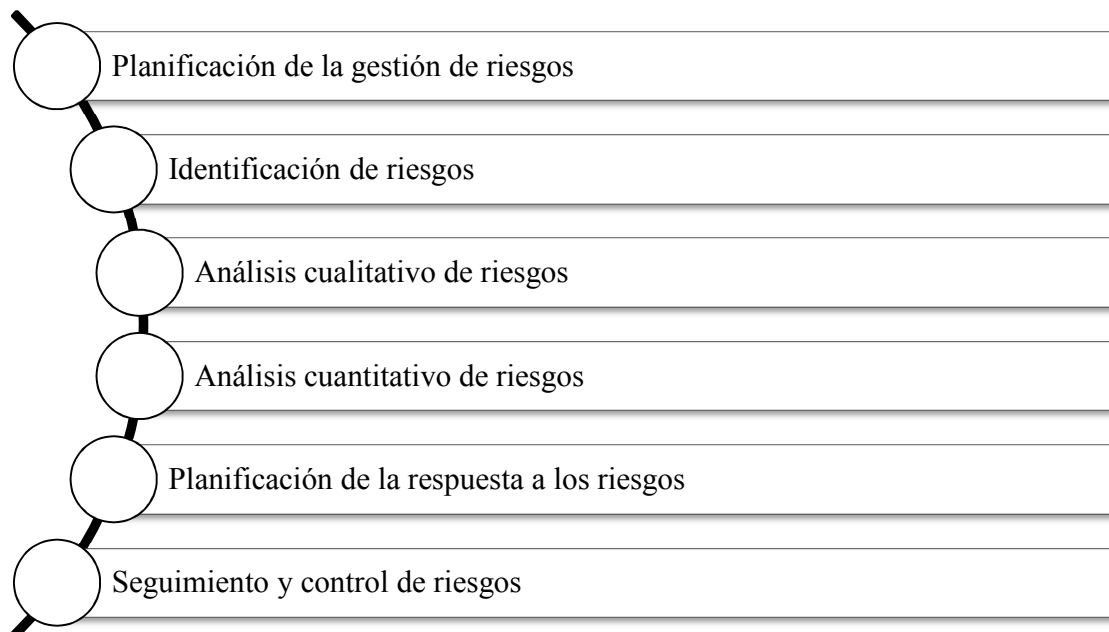 Planificación de la gestión de riesgos
Identificación de riesgos
Análisis cualitativo de riesgos
Análisis cuantitativo de riesgos
Planificación de la respuesta a los riesgos
Seguimiento y control de riesgos